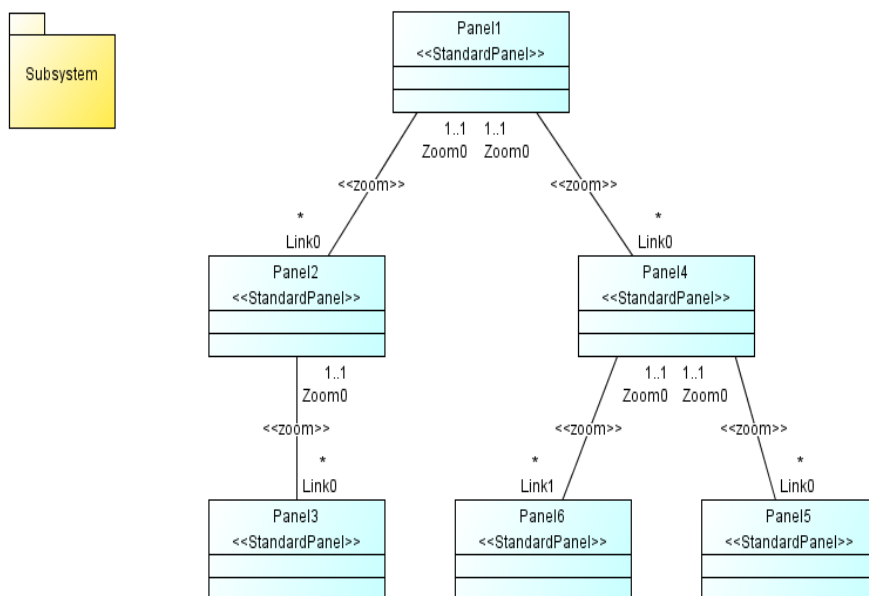 Panel1
<<StandardPanel>>
Subsystem
1..1 1..1
Zoom0 Zoom0
<<zoom>> <<zoom>>
* *
Link0 Link0
Panel2 Panel4
<<StandardPanel>> <<StandardPanel>>
1..1 1..1 1..1
Zoom0 Zoom0 Zoom0
<<zoom>> <<zoom>> <<zoom>>
* * *
Link0 Link1 Link0
Panel3 Panel6 Panel5
<<StandardPanel>> <<StandardPanel>> <<StandardPanel>>